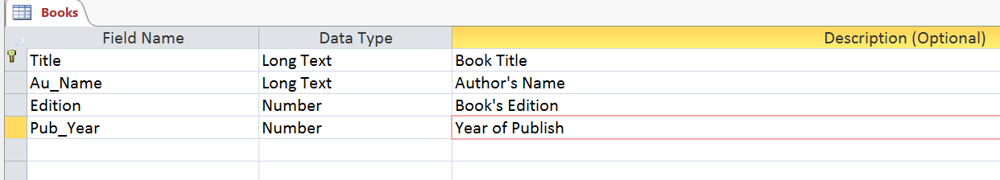 Books
Field Name Data Type Description (Optional)
Title Long Text Book Title
Au_Name Long Text Author's Name
Edition Number Book's Edition
Pub_Year Number Year of Publish